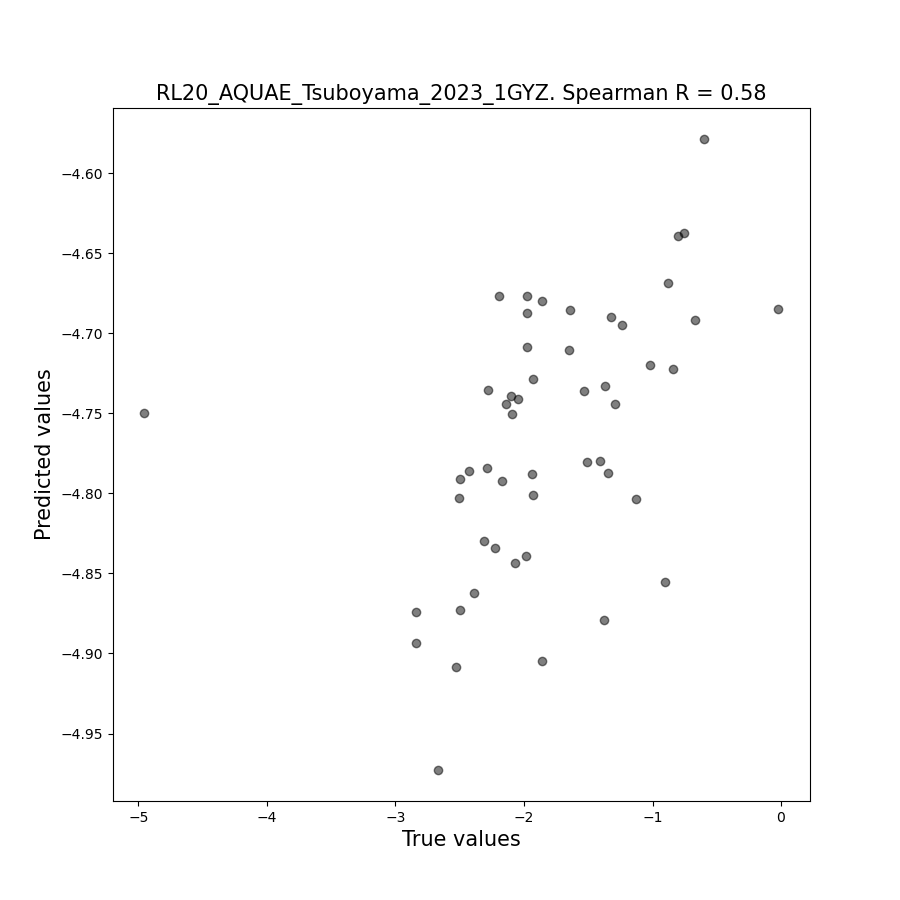 RL20_AQUAE_Tsuboyama_2023_1GYZ. Spearman R = 0.58
Predicted values
−4.60
−4.65
−4.70
−4.75
−4.80
−4.85
−4.90
−4.95
−5 −4 −3 −2 −1 0
True values